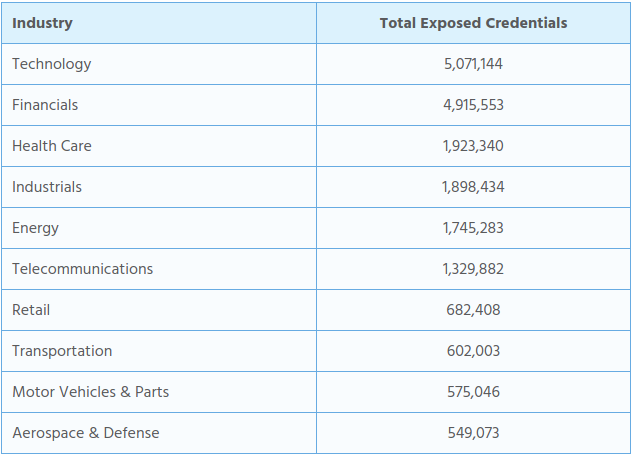 Industry Total Exposed Credentials
Technology 5,071,144
Financials 4,915,553
Health Care 1,923,340
Industrials 1,898,434
Energy 1,745,283
Telecommunications 1,329,882
Retail 682,408
Transportation 602,003
Motor Vehicles & Parts 575,046
Aerospace & Defense 549,073